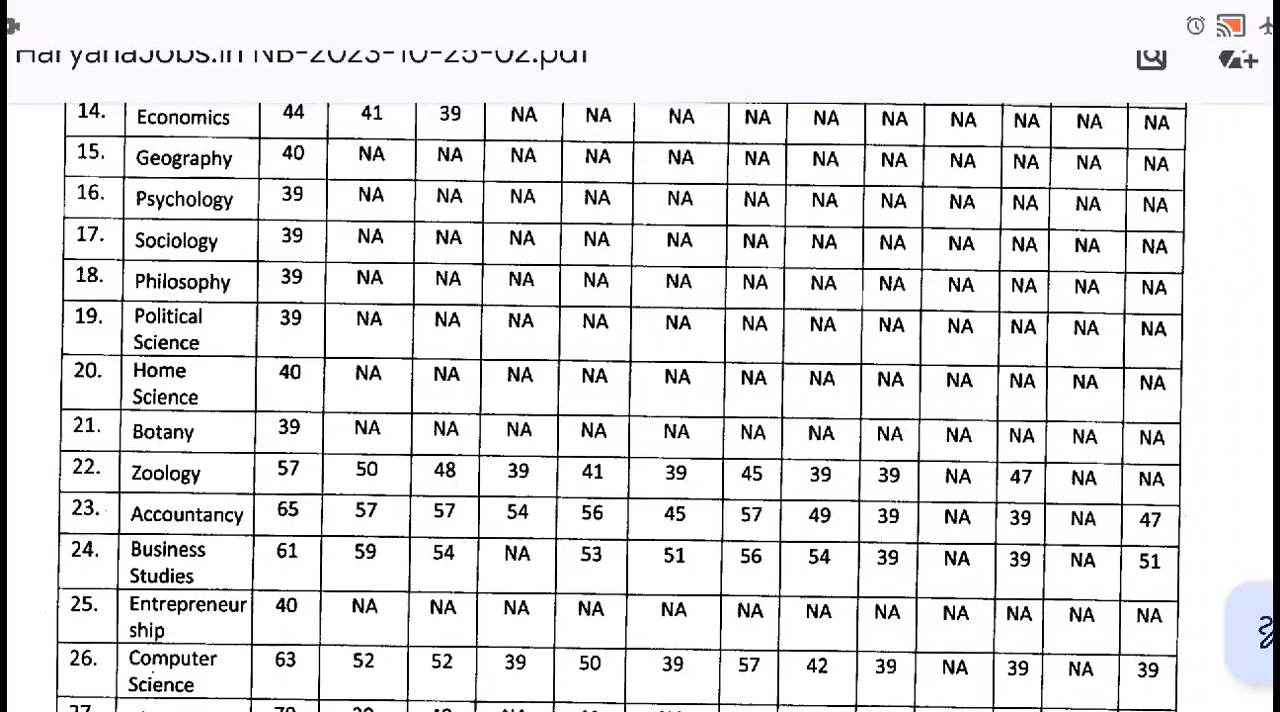 HaryanaJobs.in NB-2023-10-25-02.pdf
14. Economics 44 41 39 NA NA NA NA NA NA NA NA NA NA
15. Geography 40 NA NA NA NA NA NA NA NA NA NA NA NA
16. Psychology 39 NA NA NA NA NA NA NA NA NA NA NA NA
17. Sociology 39 NA NA NA NA NA NA NA NA NA NA NA NA
18. Philosophy 39 NA NA NA NA NA NA NA NA NA NA NA NA
19. Political 39 NA NA NA NA NA NA NA NA NA NA NA NA
Science
20. Home 40 NA NA NA NA NA NA NA NA NA NA NA NA
Science
21. Botany 39 NA NA NA NA NA NA NA NA NA NA NA NA
22. Zoology 57 50 48 39 41 39 45 39 39 NA 47 NA NA
23. Accountancy 65 57 57 54 56 45 57 49 39 NA 39 NA 47
24. Business 61 59 54 NA 53 51 56 54 39 NA 39 NA 51
Studies
25. Entrepreneur 40 NA NA NA NA NA NA NA NA NA NA NA NA
ship
26. Computer 63 52 52 39 50 39 57 42 39 NA 39 NA 39
Science